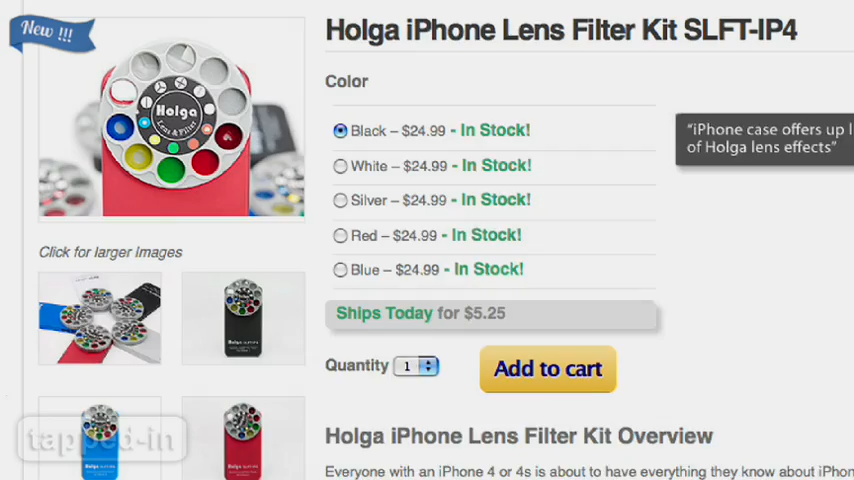 New !!!
Holga iPhone Lens Filter Kit SLFT-IP4
Color
Holga
Lens & Filter
Black – $24.99 - In Stock!
"iPhone case offers up
of Holga lens effects"
White – $24.99 - In Stock!
Silver – $24.99 - In Stock!
Red – $24.99 - In Stock!
Blue – $24.99 - In Stock!
Click for larger images
Ships Today for $5.25
Quantity 1
Add to cart
tapped-in
Holga iPhone Lens Filter Kit Overview
Everyone with an iPhone 4 or 4s is about to have everything they know about